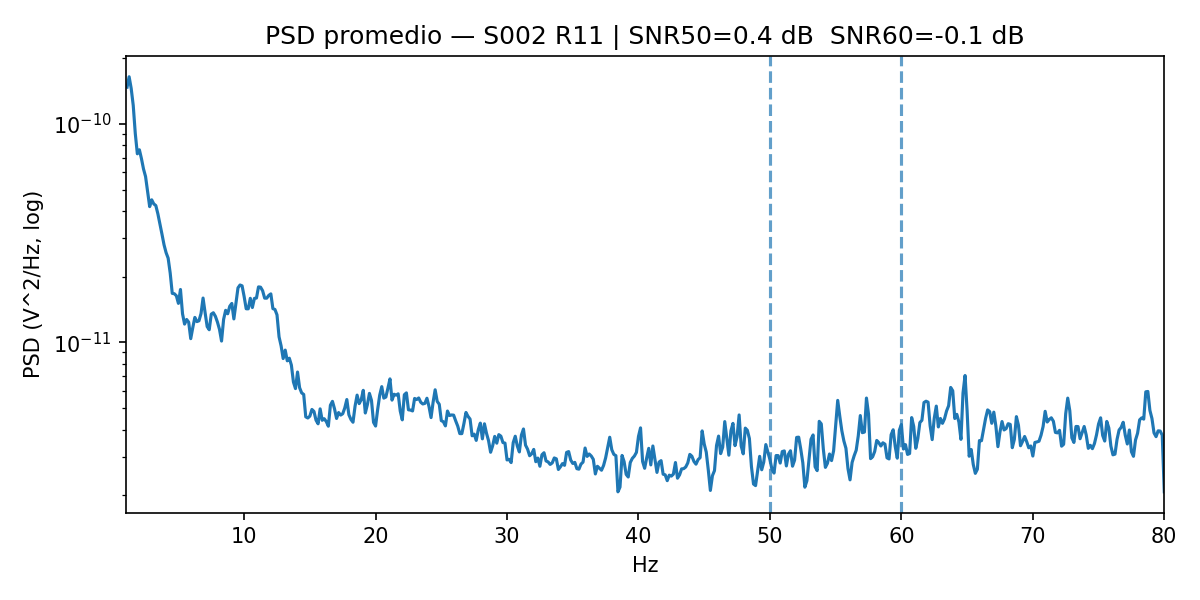 PSD promedio — S002 R11 | SNR50=0.4 dB  SNR60=-0.1 dB
PSD (V^2/Hz, log)
10⁻¹⁰
10⁻¹¹
10 20 30 40 50 60 70 80
Hz